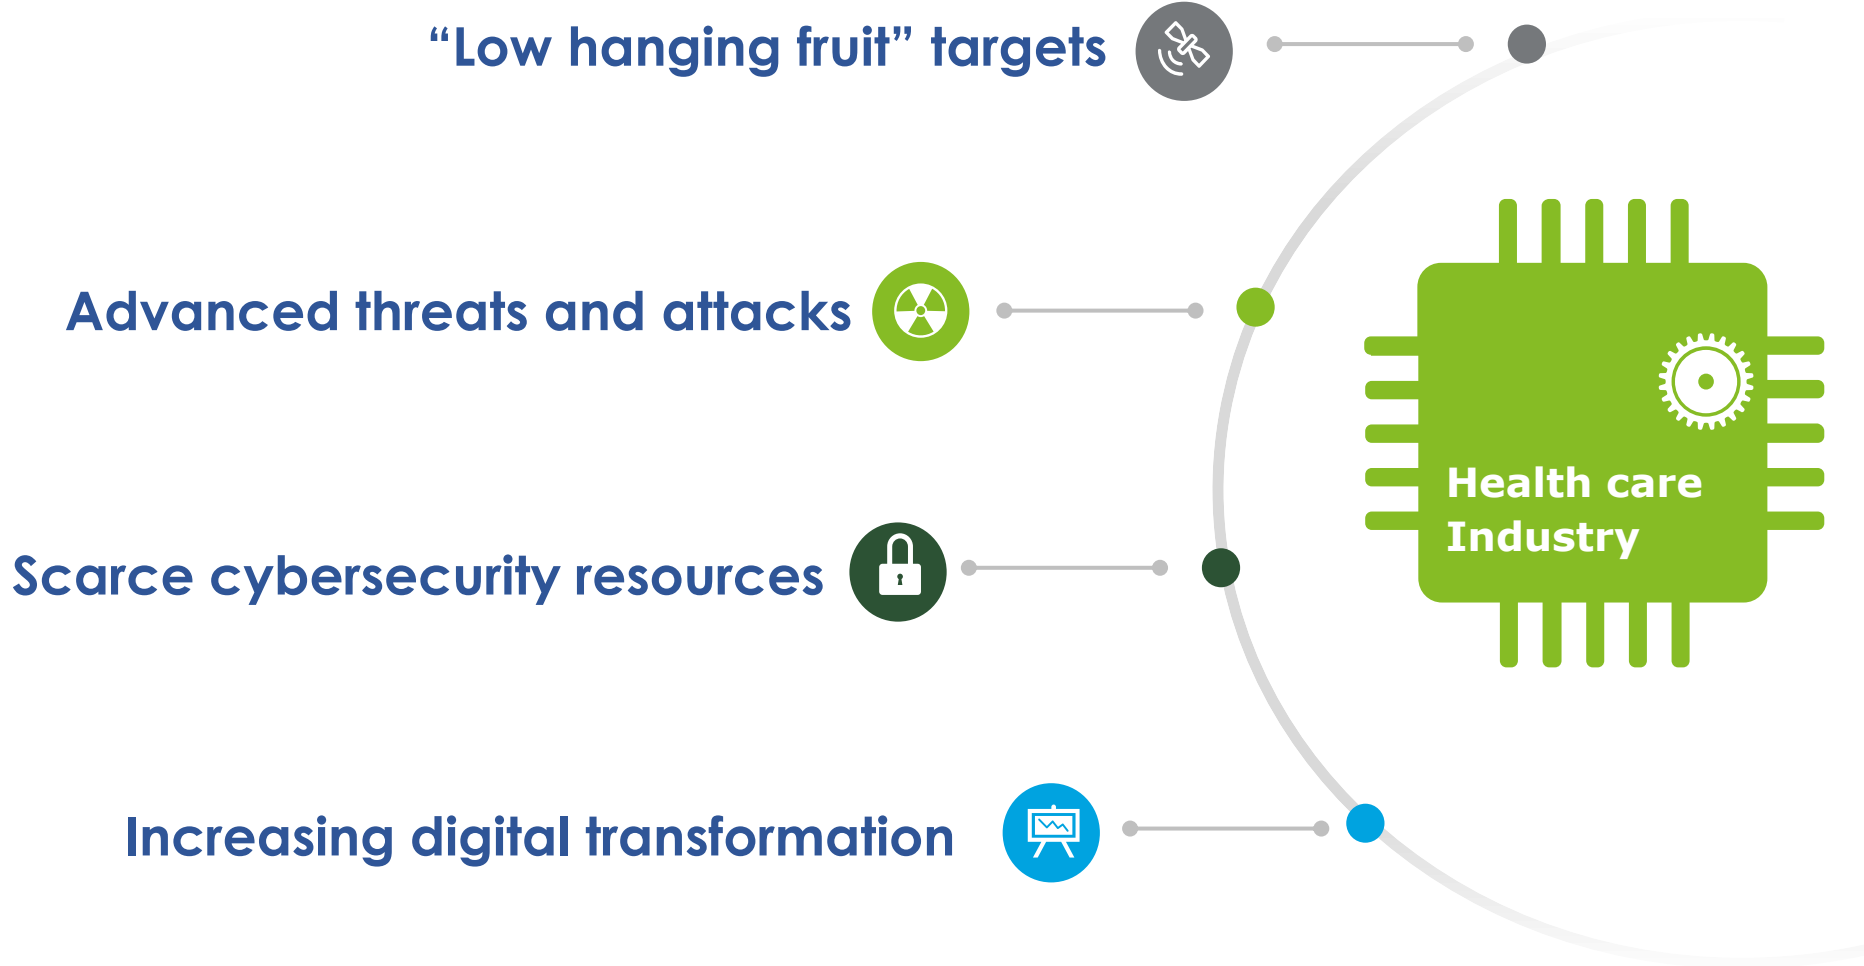 “Low hanging fruit” targets
Advanced threats and attacks
Scarce cybersecurity resources
Increasing digital transformation
Health care
Industry